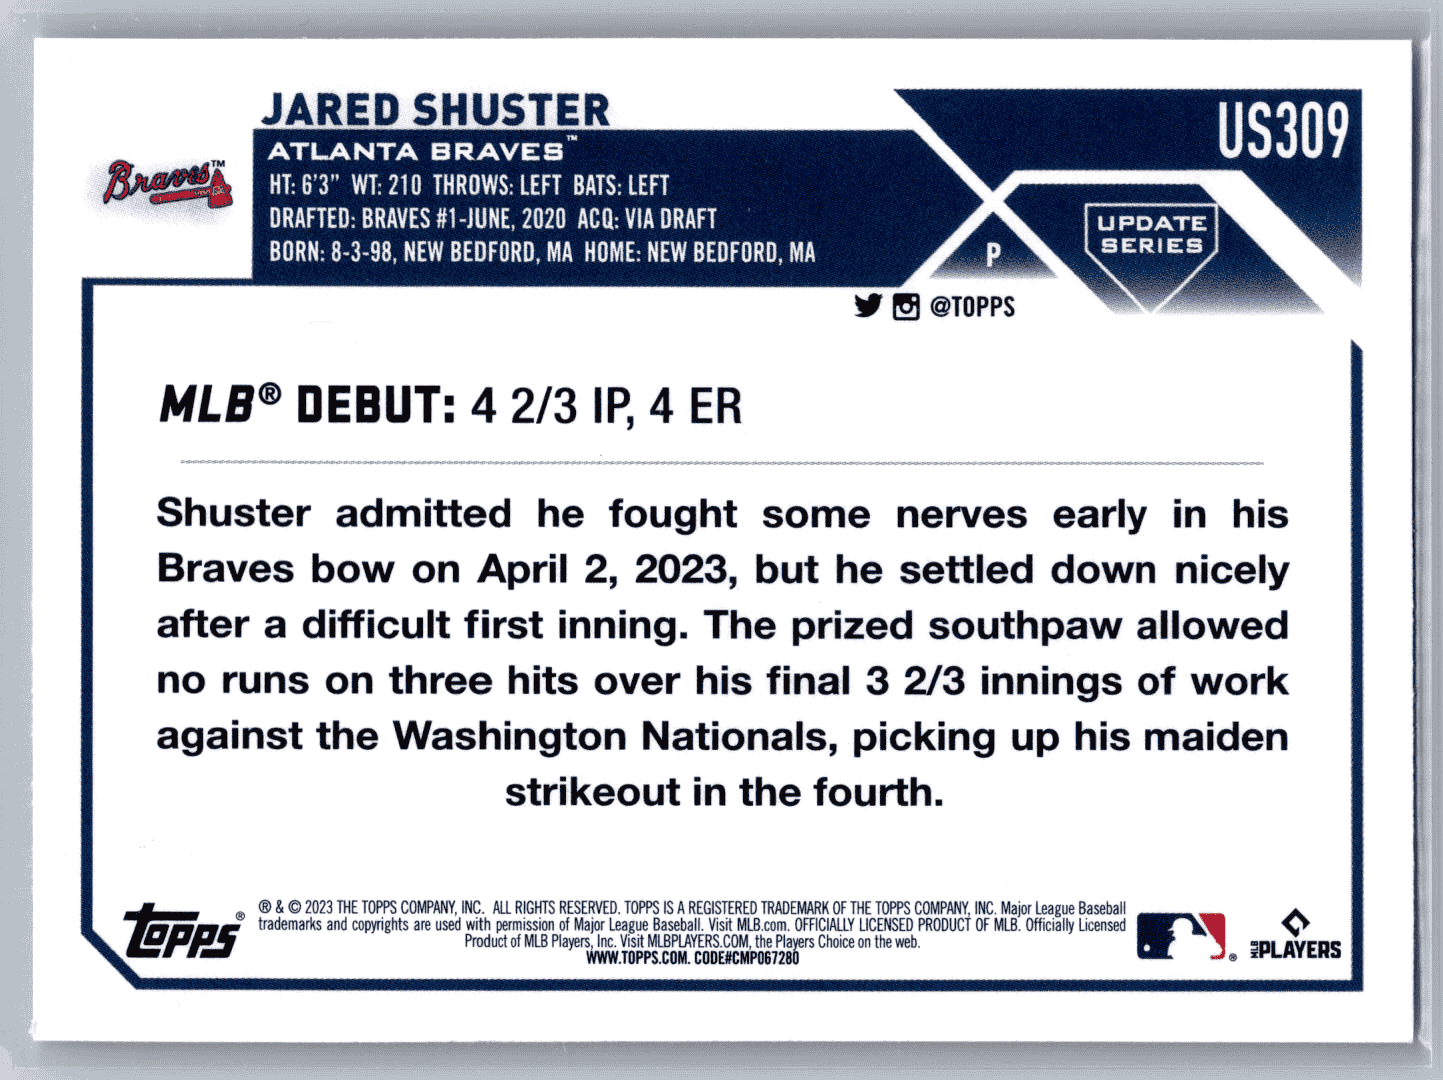 JARED SHUSTER
US309
ATLANTA BRAVES™
Braves™
HT: 6'3" WT: 210 THROWS: LEFT BATS: LEFT
DRAFTED: BRAVES #1-JUNE, 2020 ACQ: VIA DRAFT
BORN: 8-3-98, NEW BEDFORD, MA HOME: NEW BEDFORD, MA
P
UPDATE
SERIES
@TOPPS
MLB® DEBUT: 4 2/3 IP, 4 ER
Shuster admitted he fought some nerves early in his
Braves bow on April 2, 2023, but he settled down nicely
after a difficult first inning. The prized southpaw allowed
no runs on three hits over his final 3 2/3 innings of work
against the Washington Nationals, picking up his maiden
strikeout in the fourth.
Topps®
® & © 2023 THE TOPPS COMPANY, INC. ALL RIGHTS RESERVED. TOPPS IS A REGISTERED TRADEMARK OF THE TOPPS COMPANY, INC. Major League Baseball
trademarks and copyrights are used with permission of Major League Baseball. Visit MLB.com. OFFICIALLY LICENSED PRODUCT OF MLB. Officially Licensed
Product of MLB Players, Inc. Visit MLBPLAYERS.COM, the Players Choice on the web.
WWW.TOPPS.COM. CODE#CMP067280
®
MLB PLAYERS